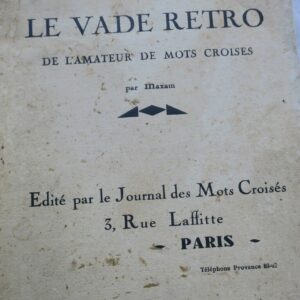 LE VADE RETRO
DE L'AMATEUR DE MOTS CROISES
par Maxam
Edité par le Journal des Mots Croisés
3, Rue Laffitte
- PARIS -
Téléphone Provence